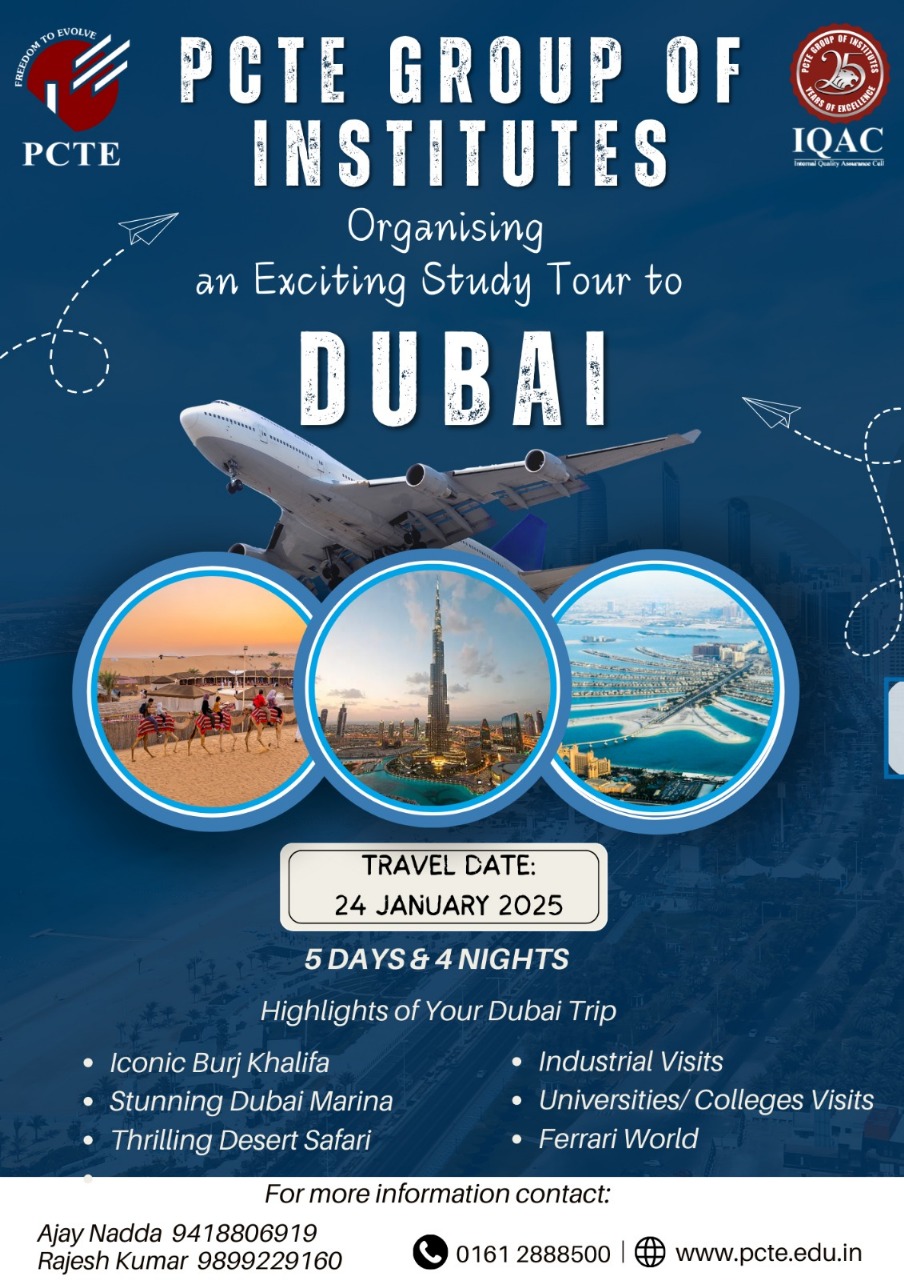 FREEDOM TO EVOLVE
PCTE
PCTE GROUP OF
INSTITUTES
PCTE GROUP OF INSTITUTES
25
YEARS OF EXCELLENCE
IQAC
Internal Quality Assurance Cell
Organising
an Exciting Study Tour to
DUBAI
TRAVEL DATE:
24 JANUARY 2025
5 DAYS & 4 NIGHTS
Highlights of Your Dubai Trip
• Iconic Burj Khalifa
• Stunning Dubai Marina
• Thrilling Desert Safari
• Industrial Visits
• Universities/ Colleges Visits
• Ferrari World
For more information contact:
Ajay Nadda 9418806919
Rajesh Kumar 9899229160
0161 2888500 | www.pcte.edu.in